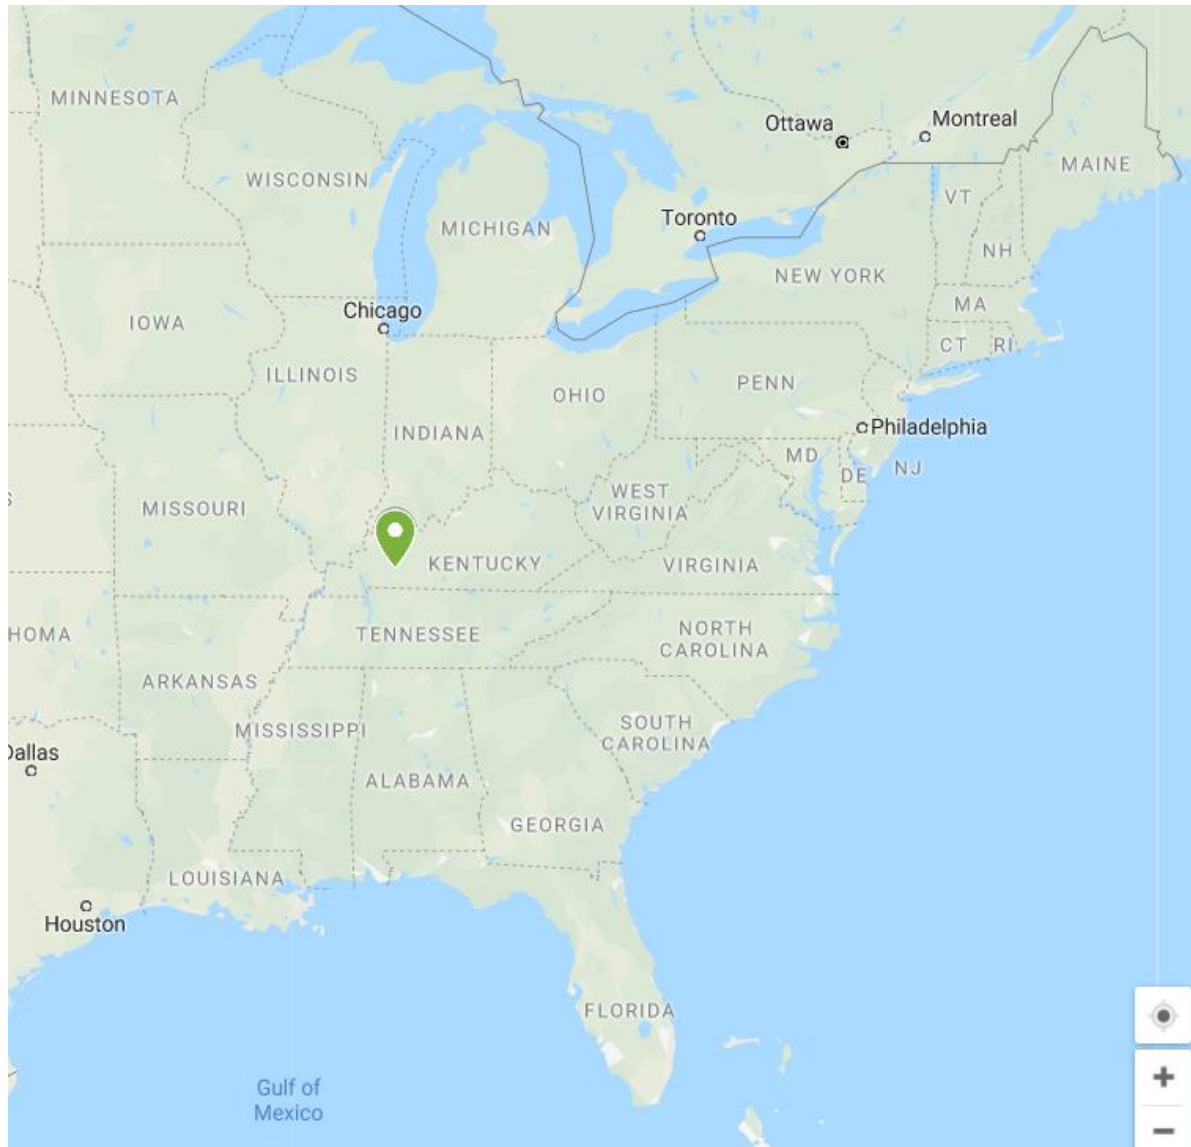 MINNESOTA
Ottawa
Montreal
MAINE
WISCONSIN
VT
MICHIGAN
Toronto
NH
NEW YORK
MA
Chicago
IOWA
CT
RI
ILLINOIS
PENN
OHIO
INDIANA
Philadelphia
MD
DE
NJ
WEST
VIRGINIA
MISSOURI
S
KENTUCKY
VIRGINIA
HOMA
TENNESSEE
NORTH
CAROLINA
ARKANSAS
MISSISSIPPI
SOUTH
CAROLINA
Dallas
ALABAMA
GEORGIA
LOUISIANA
Houston
FLORIDA
Gulf of
Mexico
+
−